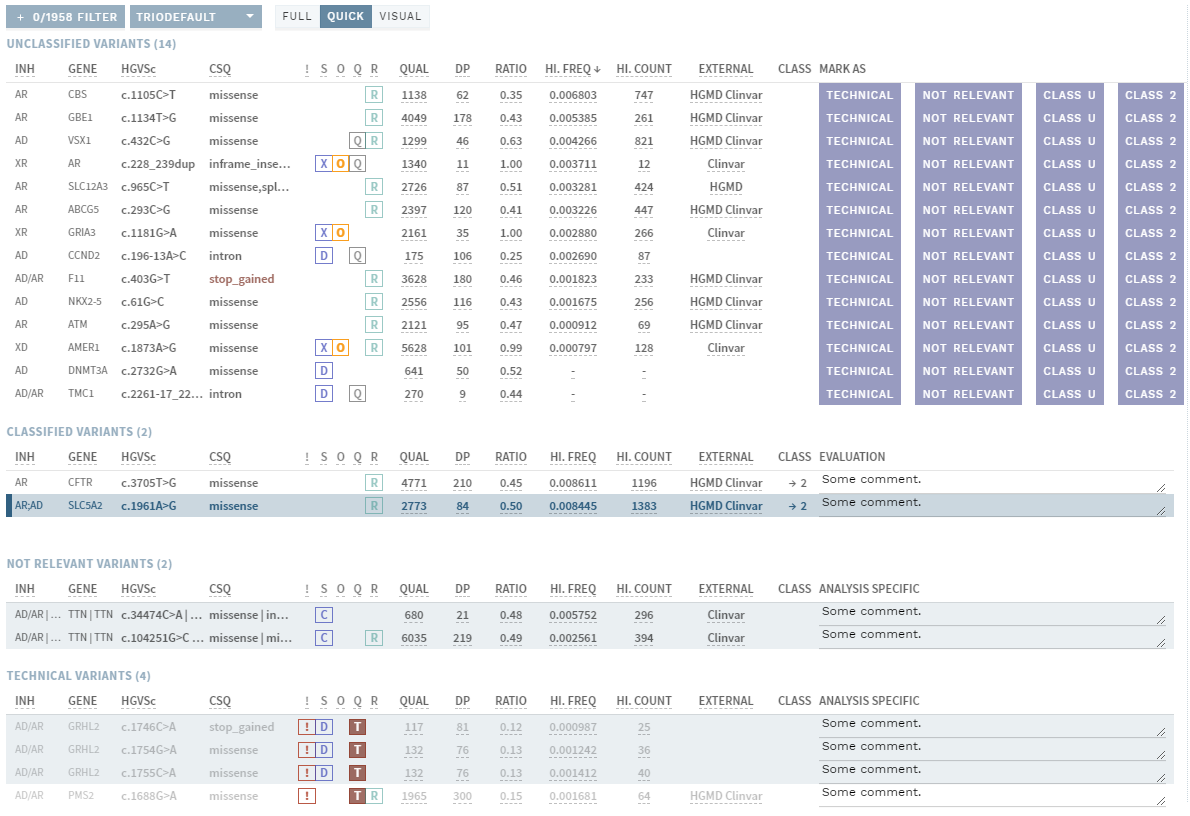 + 0/1958 FILTER TRIODEFAULT FULL QUICK VISUAL
UNCLASSIFIED VARIANTS (14)
INH GENE HGVSc CSQ ! S O Q R QUAL DP RATIO HI. FREQ ↓ HI. COUNT EXTERNAL CLASS MARK AS
AR CBS c.1105C>T missense R 1138 62 0.35 0.006803 747 HGMD Clinvar TECHNICAL NOT RELEVANT CLASS U CLASS 2
AR GBE1 c.1134T>G missense R 4049 178 0.43 0.005385 261 HGMD Clinvar TECHNICAL NOT RELEVANT CLASS U CLASS 2
AD VSX1 c.432C>G missense Q R 1299 46 0.63 0.004266 821 HGMD Clinvar TECHNICAL NOT RELEVANT CLASS U CLASS 2
XR AR c.228_239dup inframe_inse... X O Q 1340 11 1.00 0.003711 12 Clinvar TECHNICAL NOT RELEVANT CLASS U CLASS 2
AR SLC12A3 c.965C>T missense,spl... R 2726 87 0.51 0.003281 424 HGMD TECHNICAL NOT RELEVANT CLASS U CLASS 2
AR ABCG5 c.293C>G missense R 2397 120 0.41 0.003226 447 HGMD Clinvar TECHNICAL NOT RELEVANT CLASS U CLASS 2
XR GRIA3 c.1181G>A missense X O 2161 35 1.00 0.002880 266 Clinvar TECHNICAL NOT RELEVANT CLASS U CLASS 2
AD CCND2 c.196-13A>C intron D Q 175 106 0.25 0.002690 87 TECHNICAL NOT RELEVANT CLASS U CLASS 2
AD/AR F11 c.403G>T stop_gained R 3628 180 0.46 0.001823 233 HGMD Clinvar TECHNICAL NOT RELEVANT CLASS U CLASS 2
AD NKX2-5 c.61G>C missense R 2556 116 0.43 0.001675 256 HGMD Clinvar TECHNICAL NOT RELEVANT CLASS U CLASS 2
AR ATM c.295A>G missense R 2121 95 0.47 0.000912 69 HGMD Clinvar TECHNICAL NOT RELEVANT CLASS U CLASS 2
XD AMER1 c.1873A>G missense X O R 5628 101 0.99 0.000797 128 Clinvar TECHNICAL NOT RELEVANT CLASS U CLASS 2
AD DNMT3A c.2732G>A missense D 641 50 0.52 - - TECHNICAL NOT RELEVANT CLASS U CLASS 2
AD/AR TMC1 c.2261-17_22... intron D Q 270 9 0.44 - - TECHNICAL NOT RELEVANT CLASS U CLASS 2
CLASSIFIED VARIANTS (2)
INH GENE HGVSc CSQ ! S O Q R QUAL DP RATIO HI. FREQ HI. COUNT EXTERNAL CLASS EVALUATION
AR CFTR c.3705T>G missense R 4771 210 0.45 0.008611 1196 HGMD Clinvar → 2 Some comment.
AR;AD SLC5A2 c.1961A>G missense R 2773 84 0.50 0.008445 1383 HGMD Clinvar → 2 Some comment.
NOT RELEVANT VARIANTS (2)
INH GENE HGVSc CSQ ! S O Q R QUAL DP RATIO HI. FREQ HI. COUNT EXTERNAL CLASS ANALYSIS SPECIFIC
AD/AR | ... TTN | TTN c.34474C>A | ... missense | in... C 680 21 0.48 0.005752 296 Clinvar Some comment.
AD/AR | ... TTN | TTN c.104251G>C ... missense | mi... C R 6035 219 0.49 0.002561 394 Clinvar Some comment.
TECHNICAL VARIANTS (4)
INH GENE HGVSc CSQ ! S O Q R QUAL DP RATIO HI. FREQ HI. COUNT EXTERNAL CLASS ANALYSIS SPECIFIC
AD/AR GRHL2 c.1746C>A stop_gained ! D T 117 81 0.12 0.000987 25 Some comment.
AD/AR GRHL2 c.1754G>A missense ! D T 132 76 0.13 0.001242 36 Some comment.
AD/AR GRHL2 c.1755C>A missense ! D T 132 76 0.13 0.001412 40 Some comment.
AD/AR PMS2 c.1688G>A missense ! T R 1965 300 0.15 0.001681 64 HGMD Clinvar Some comment.